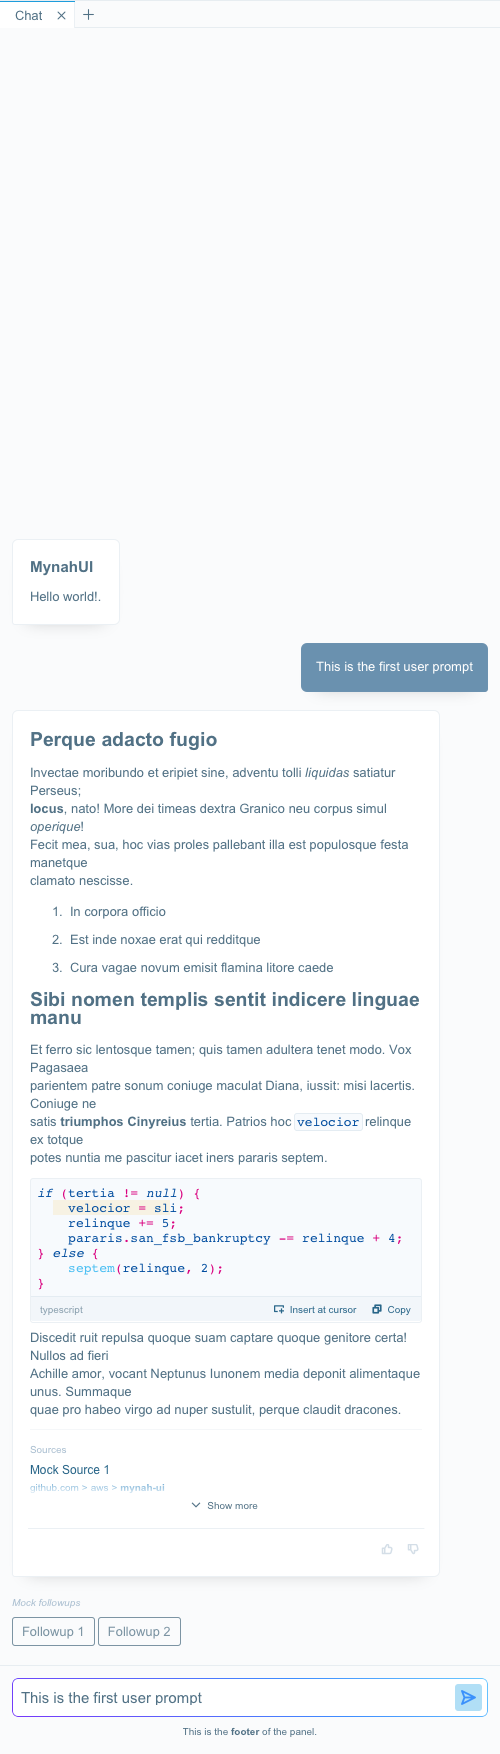 Chat
MynahUI
Hello world!.
This is the first user prompt
Perque adacto fugio
Invectae moribundo et eripiet sine, adventu tolli liquidas satiatur
Perseus;
locus, nato! More dei timeas dextra Granico neu corpus simul
operique!
Fecit mea, sua, hoc vias proles pallebant illa est populosque festa
manetque
clamato nescisse.
1. In corpora officio
2. Est inde noxae erat qui redditque
3. Cura vagae novum emisit flamina litore caede
Sibi nomen templis sentit indicere linguae
manu
Et ferro sic lentosque tamen; quis tamen adultera tenet modo. Vox
Pagasaea
parientem patre sonum coniuge maculat Diana, iussit: misi lacertis.
Coniuge ne
satis triumphos Cinyreius tertia. Patrios hoc velocior relinque
ex totque
potes nuntia me pascitur iacet iners pararis septem.
if (tertia != null) {
velocior = sli;
relinque += 5;
pararis.san_fsb_bankruptcy -= relinque + 4;
} else {
septem(relinque, 2);
}
typescript Insert at cursor Copy
Discedit ruit repulsa quoque suam captare quoque genitore certa!
Nullos ad fieri
Achille amor, vocant Neptunus Iunonem media deponit alimentaque
unus. Summaque
quae pro habeo virgo ad nuper sustulit, perque claudit dracones.
Sources
Mock Source 1
github.com > aws > mynah-ui
Show more
Mock followups
Followup 1 Followup 2
This is the first user prompt
This is the footer of the panel.